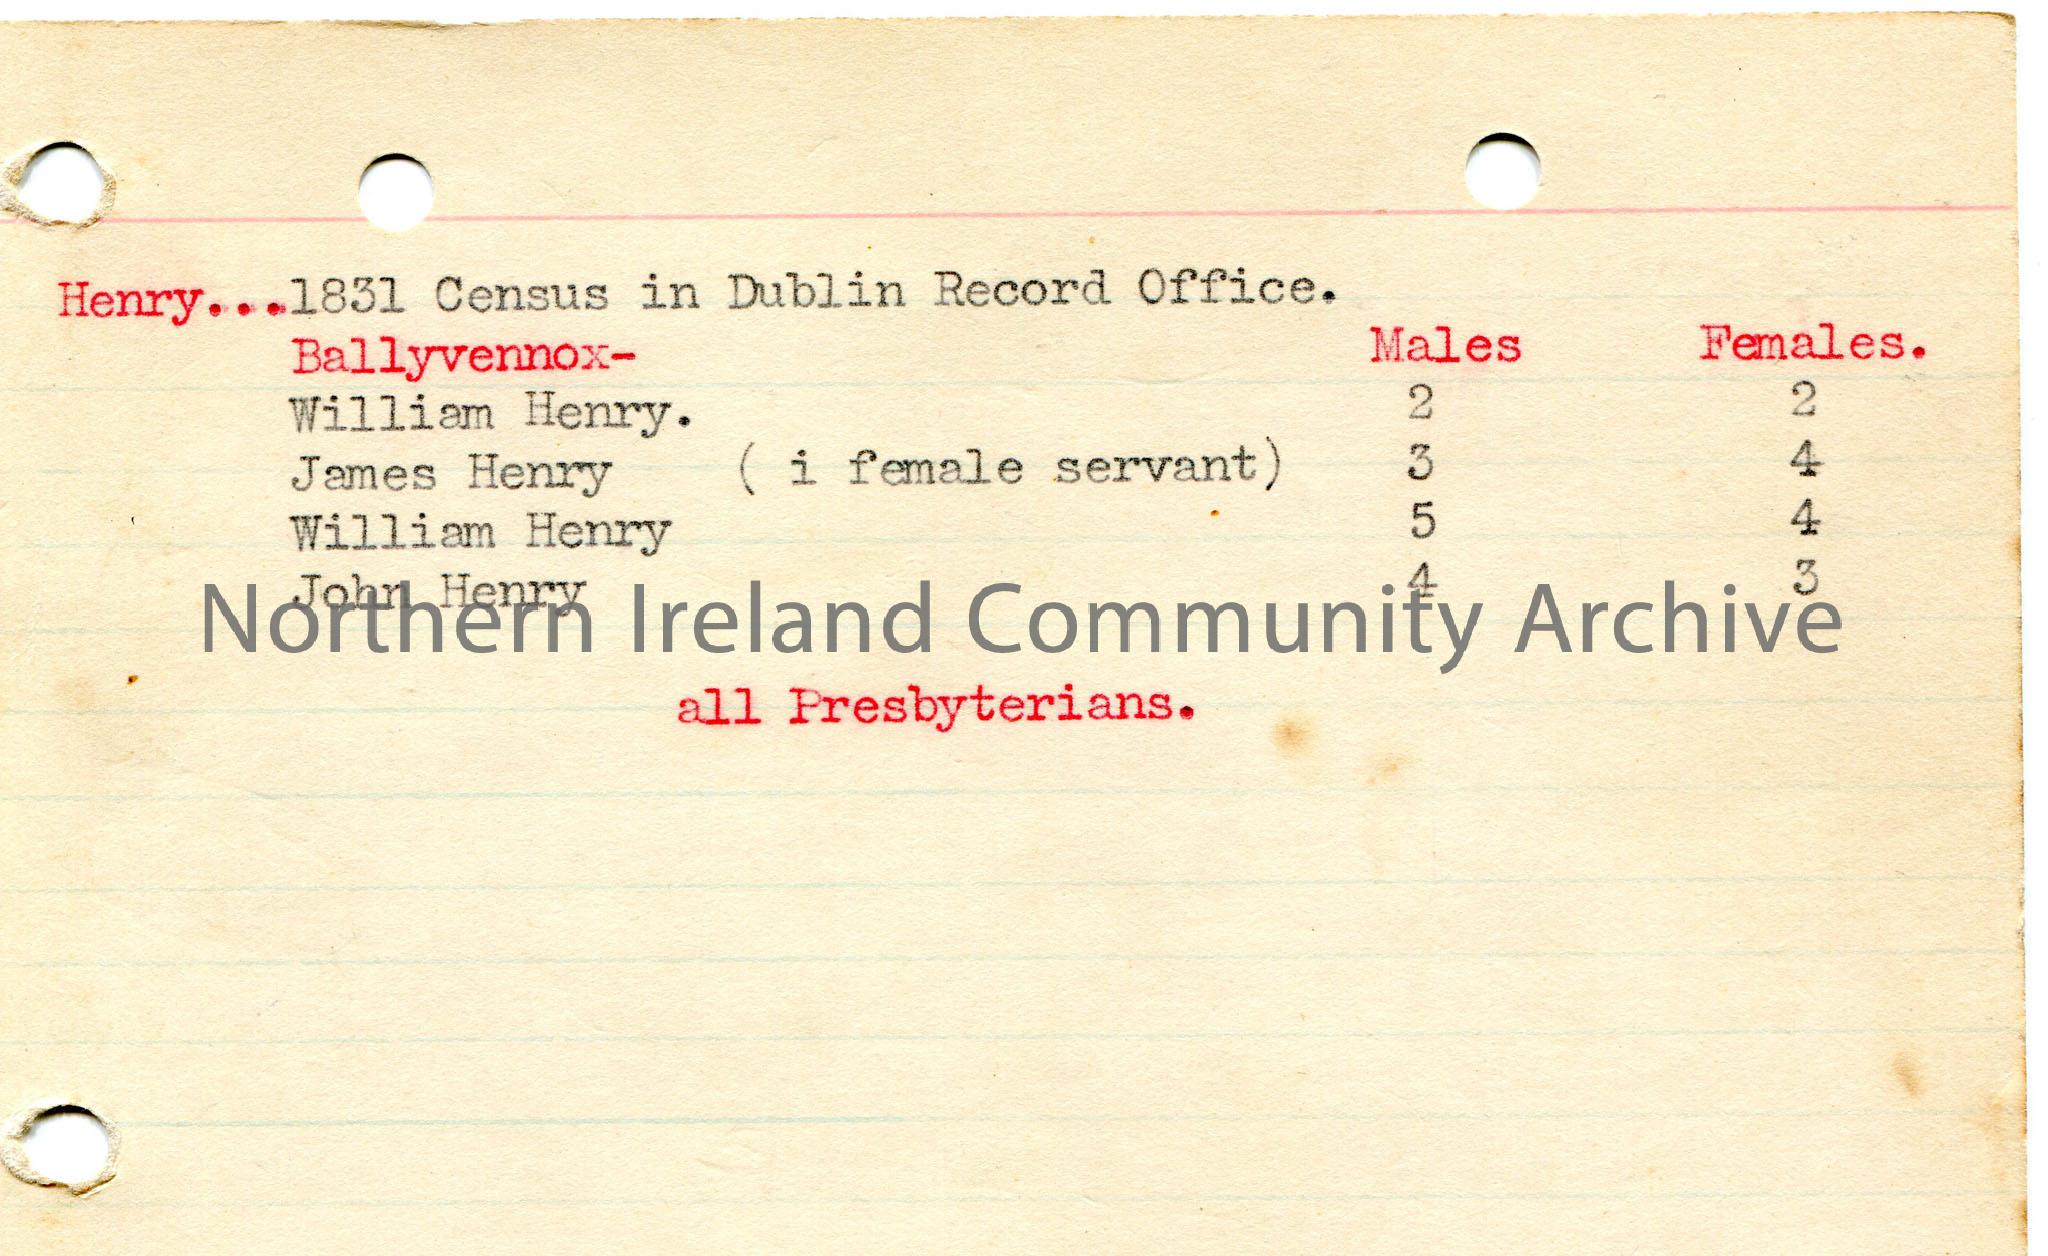 Henry...1831 Census in Dublin Record Office.
Ballyvennox- Males Females.
William Henry. 2 2
James Henry ( i female servant) 3 4
William Henry 5 4
John Henry 4 3
Northern Ireland Community Archive
all Presbyterians.